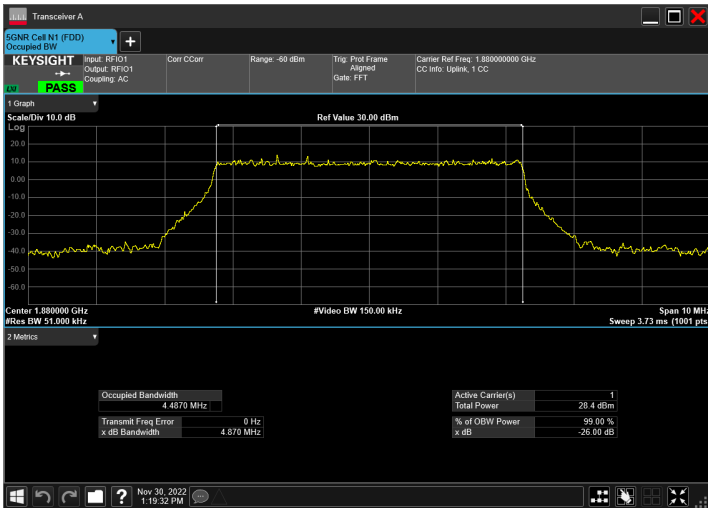 Transceiver A
5GNR Cell N1 (FDD)
Occupied BW
KEYSIGHT
LXI
PASS
Input: RFIO1
Output: RFIO1
Coupling: AC
Corr CCorr
Range: -60 dBm
Trig: Prot Frame
Aligned
Gate: FFT
Carrier Ref Freq: 1.880000000 GHz
CC Info: Uplink, 1 CC
1 Graph
Scale/Div 10.0 dB
Ref Value 30.00 dBm
Log
20.0
10.0
0.00
-10.0
-20.0
-30.0
-40.0
-50.0
-60.0
Center 1.880000 GHz
#Video BW 150.00 kHz
Span 10 MHz
#Res BW 51.000 kHz
Sweep 3.73 ms (1001 pts
2 Metrics
Occupied Bandwidth
4.4870 MHz
Transmit Freq Error 0 Hz
x dB Bandwidth 4.870 MHz
Active Carrier(s) 1
Total Power 28.4 dBm
% of OBW Power 99.00 %
x dB -26.00 dB
Nov 30, 2022
1:19:32 PM